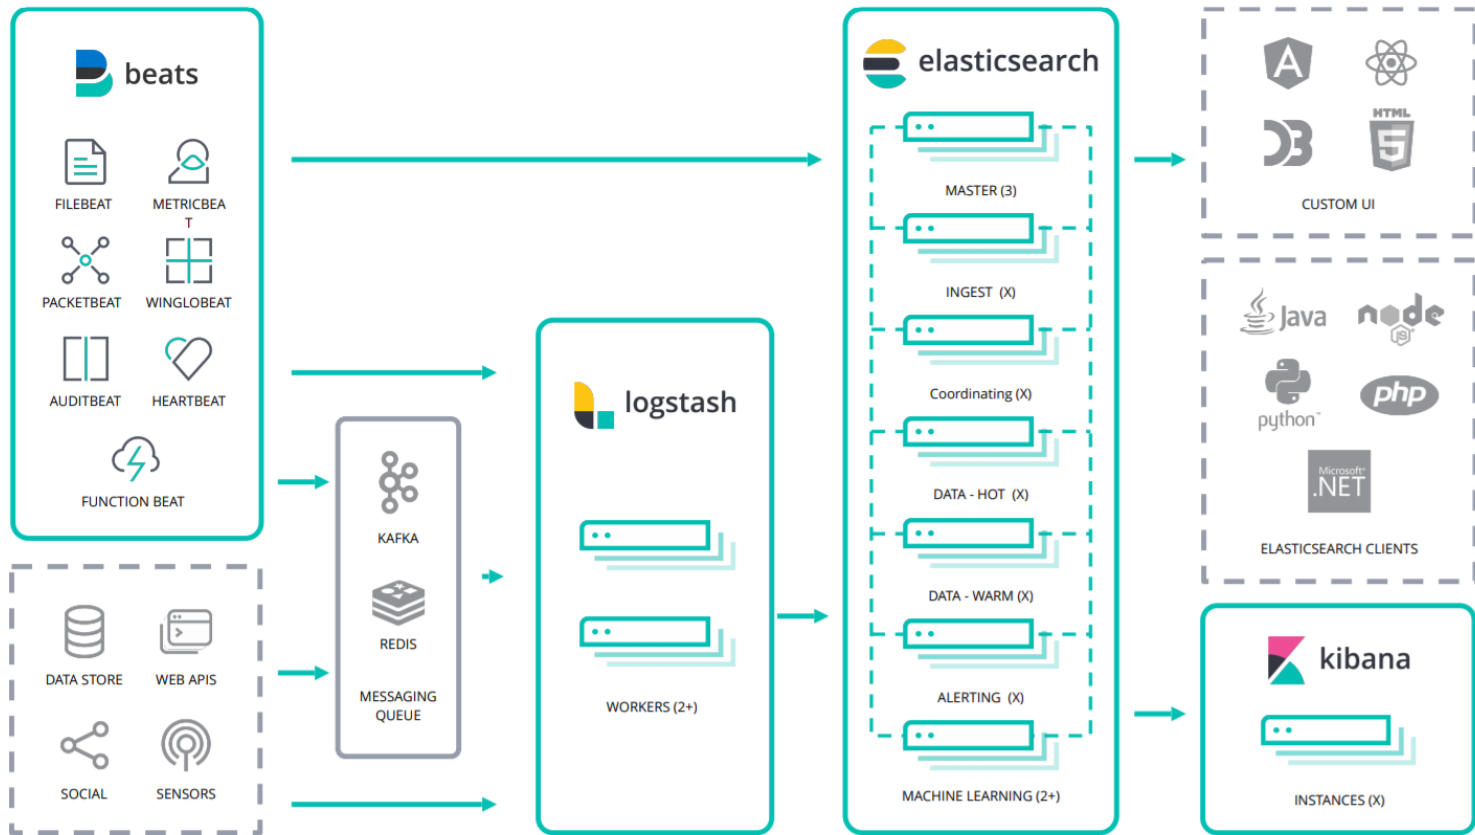 beats
FILEBEAT
METRICBEA
T
PACKETBEAT
WINGLOBEAT
AUDITBEAT
HEARTBEAT
FUNCTION BEAT
DATA STORE
WEB APIS
SOCIAL
SENSORS
KAFKA
REDIS
MESSAGING
QUEUE
logstash
WORKERS (2+)
elasticsearch
MASTER (3)
INGEST (X)
Coordinating (X)
DATA - HOT (X)
DATA - WARM (X)
ALERTING (X)
MACHINE LEARNING (2+)
A
D3
HTML
5
CUSTOM UI
Java
node
JS
python™
php
Microsoft®
.NET
ELASTICSEARCH CLIENTS
kibana
INSTANCES (X)